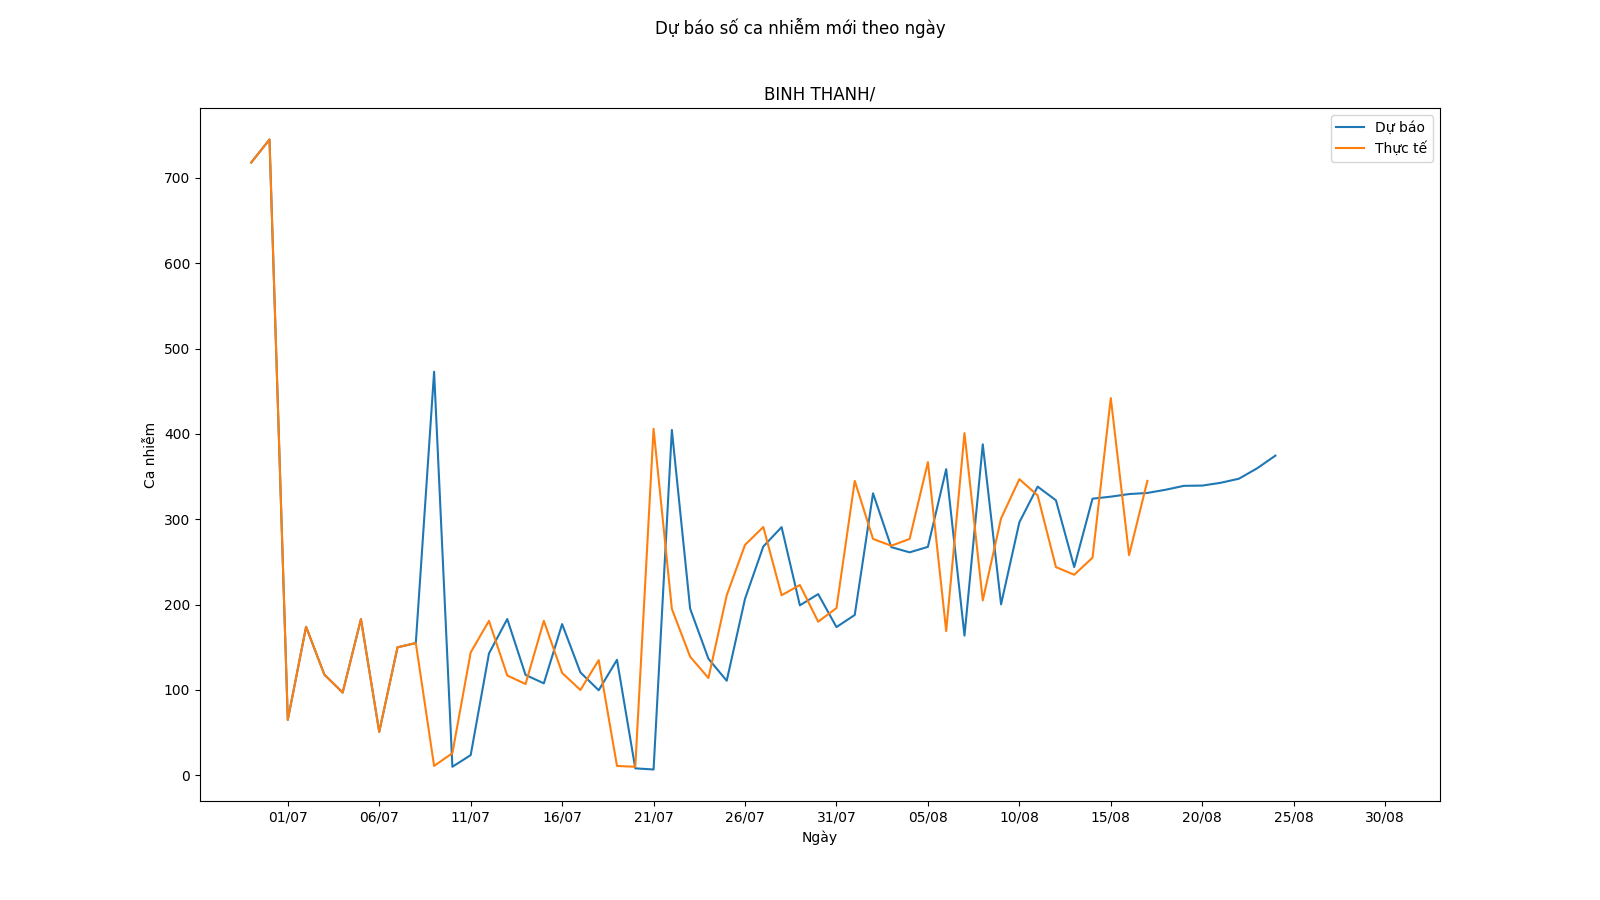 Dự báo số ca nhiễm mới theo ngày
BINH THANH/
Dự báo
Thực tế
700
600
500
400
300
200
100
0
Ca nhiễm
01/07 06/07 11/07 16/07 21/07 26/07 31/07 05/08 10/08 15/08 20/08 25/08 30/08
Ngày